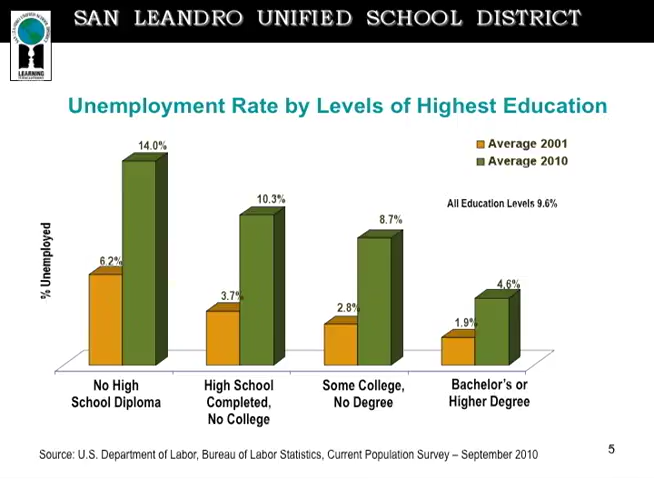 SAN LEANDRO UNIFIED SCHOOL DISTRICT
LEARNING
Unemployment Rate by Levels of Highest Education
Average 2001
Average 2010
All Education Levels 9.6%
% Unemployed
6.2%
14.0%
3.7%
10.3%
2.8%
8.7%
1.9%
4.6%
No High
School Diploma
High School
Completed,
No College
Some College,
No Degree
Bachelor's or
Higher Degree
Source: U.S. Department of Labor, Bureau of Labor Statistics, Current Population Survey – September 2010
5